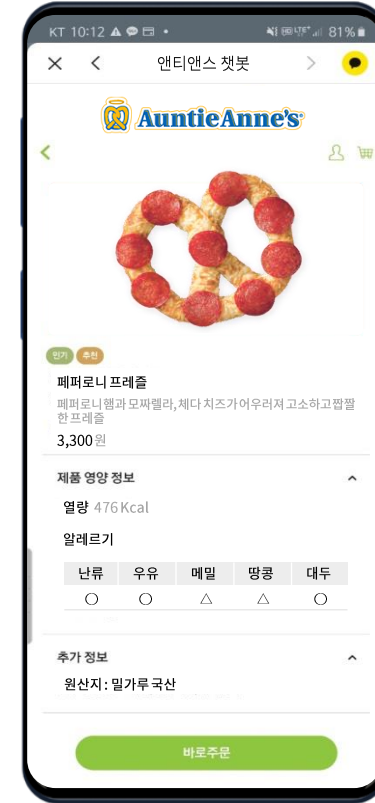 KT 10:12
81%
앤티앤스 챗봇
AuntieAnne's
인기 추천
페퍼로니 프레즐
페퍼로니햄과 모짜렐라, 체다 치즈가 어우러져 고소하고 짭짤
한 프레즐
3,300원
제품 영양 정보
열량 476 Kcal
알레르기
난류 우유 메밀 땅콩 대두
○ ○ △ △ ○
추가 정보
원산지 : 밀가루 국산
바로주문